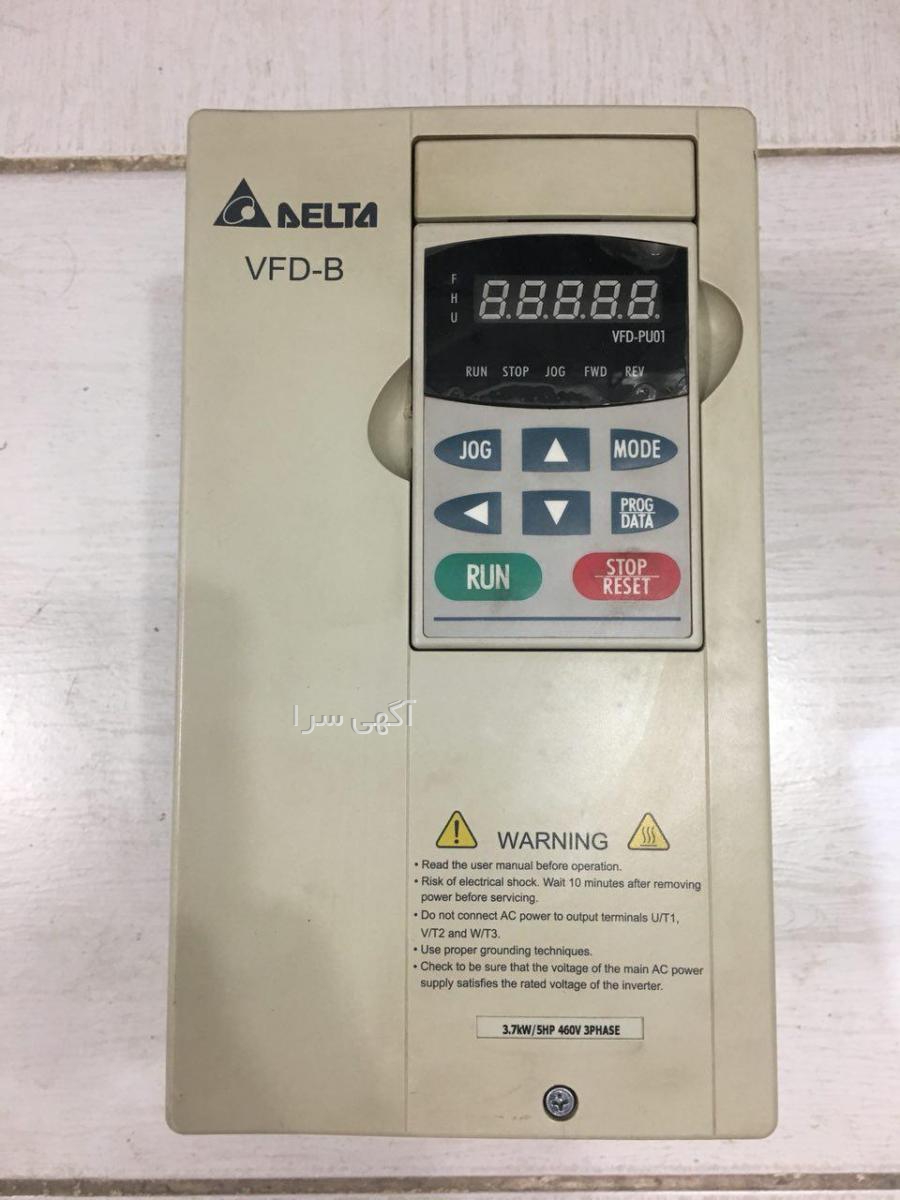 DELTA
VFD-B
F
H
U
8.8.8.8.8.
VFD-PU01
RUN STOP JOG FWD REV
JOG ▲ MODE
◀ ▼ PROG
DATA
RUN STOP
RESET
آگهی سرا
WARNING
• Read the user manual before operation.
• Risk of electrical shock. Wait 10 minutes after removing
power before servicing.
• Do not connect AC power to output terminals U/T1,
V/T2 and W/T3.
• Use proper grounding techniques.
• Check to be sure that the voltage of the main AC power
supply satisfies the rated voltage of the inverter.
3.7kW/5HP 460V 3PHASE